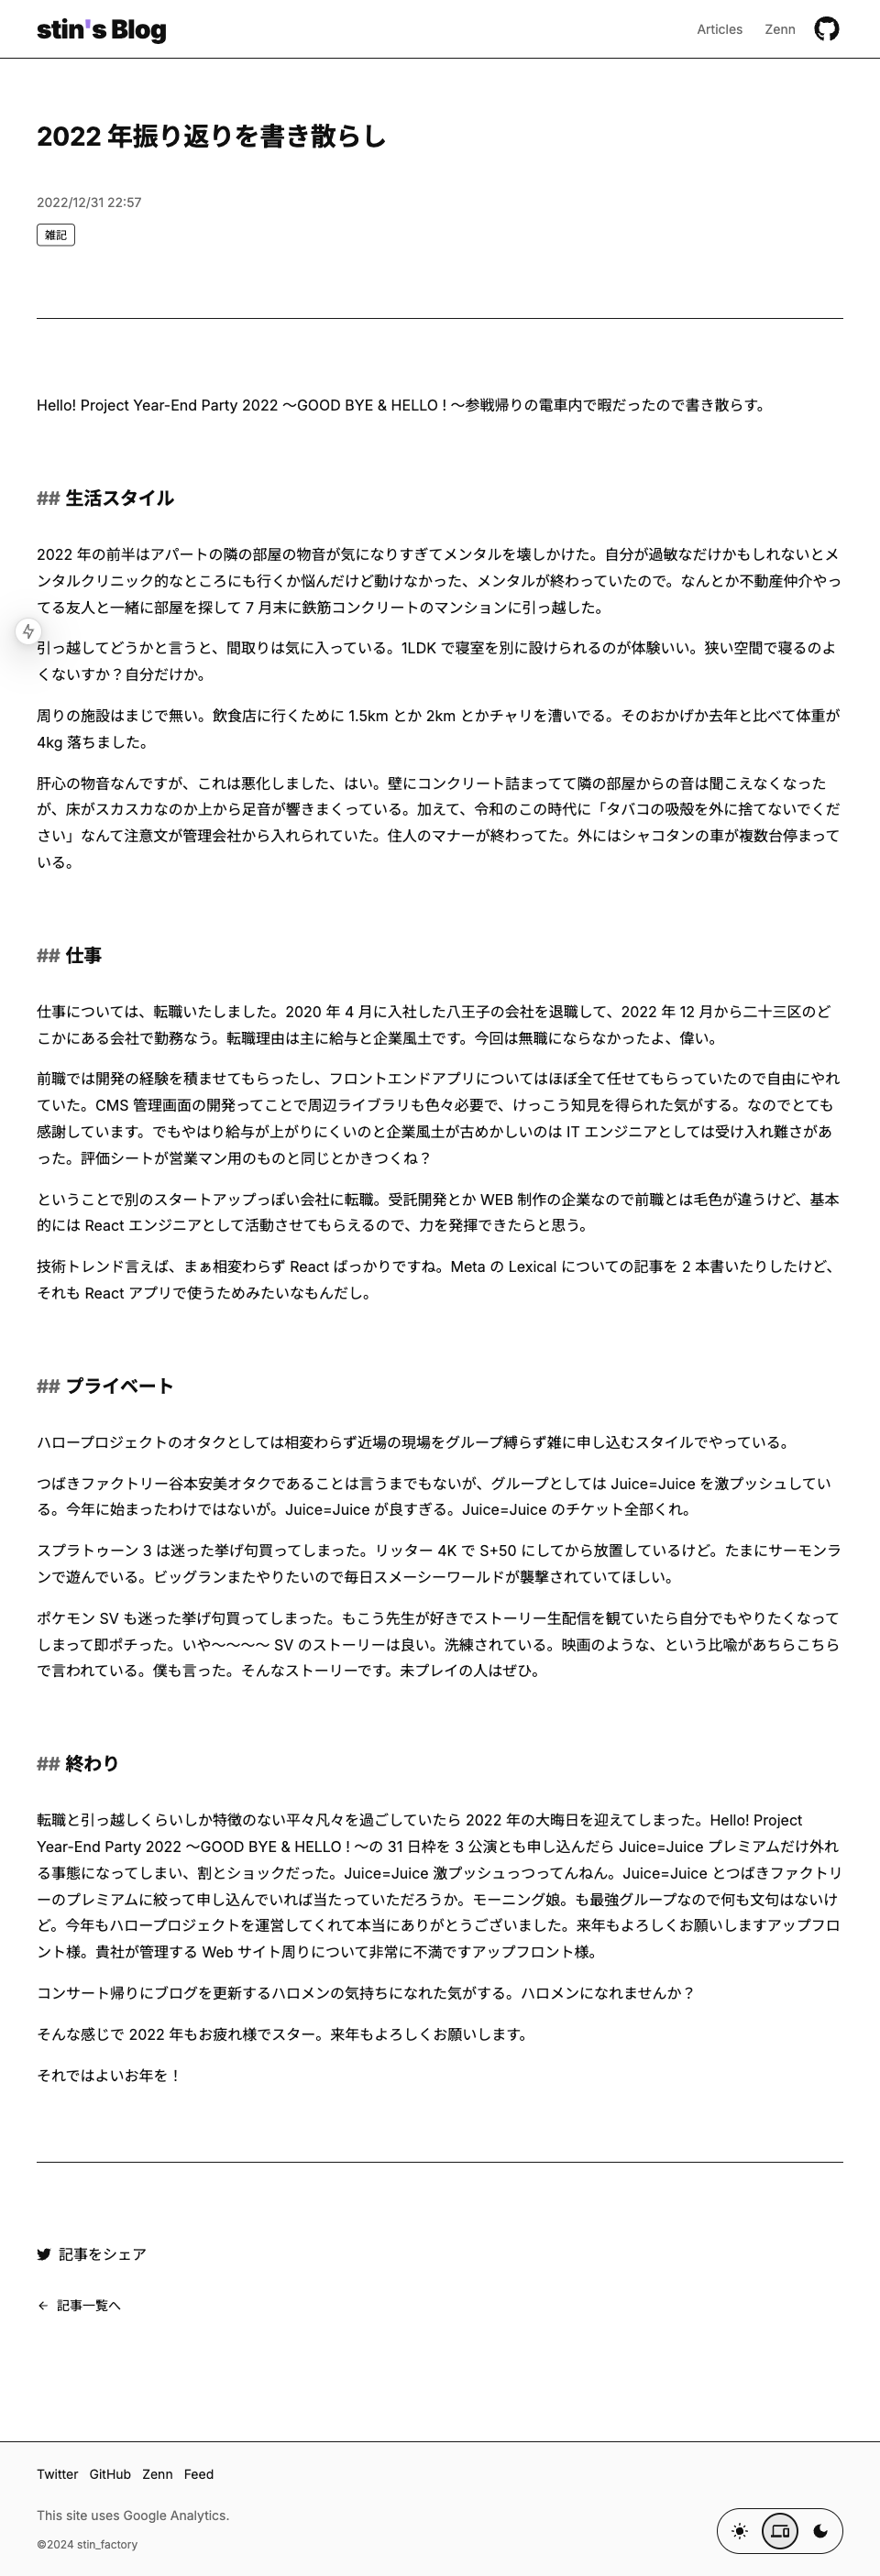 stin's Blog
Articles Zenn
2022 年振り返りを書き散らし
2022/12/31 22:57
雑記
Hello! Project Year-End Party 2022 〜GOOD BYE & HELLO ! 〜参戦帰りの電車内で暇だったので書き散らす。
## 生活スタイル
2022 年の前半はアパートの隣の部屋の物音が気になりすぎてメンタルを壊しかけた。自分が過敏なだけかもしれないとメ
ンタルクリニック的なところにも行くか悩んだけど動けなかった、メンタルが終わっていたので。なんとか不動産仲介やっ
てる友人と一緒に部屋を探して 7 月末に鉄筋コンクリートのマンションに引っ越した。
引っ越してどうかと言うと、間取りは気に入っている。1LDK で寝室を別に設けられるのが体験いい。狭い空間で寝るのよ
くないすか？自分だけか。
周りの施設はまじで無い。飲食店に行くために 1.5km とか 2km とかチャリを漕いでる。そのおかげか去年と比べて体重が
4kg 落ちました。
肝心の物音なんですが、これは悪化しました、はい。壁にコンクリート詰まってて隣の部屋からの音は聞こえなくなった
が、床がスカスカなのか上から足音が響きまくっている。加えて、令和のこの時代に「タバコの吸殻を外に捨てないでくだ
さい」なんて注意文が管理会社から入れられていた。住人のマナーが終わってた。外にはシャコタンの車が複数台停まって
いる。
## 仕事
仕事については、転職いたしました。2020 年 4 月に入社した八王子の会社を退職して、2022 年 12 月から二十三区のど
こかにある会社で勤務なう。転職理由は主に給与と企業風土です。今回は無職にならなかったよ、偉い。
前職では開発の経験を積ませてもらったし、フロントエンドアプリについてはほぼ全て任せてもらっていたので自由にやれ
ていた。CMS 管理画面の開発ってことで周辺ライブラリも色々必要で、けっこう知見を得られた気がする。なのでとても
感謝しています。でもやはり給与が上がりにくいのと企業風土が古めかしいのは IT エンジニアとしては受け入れ難さがあ
った。評価シートが営業マン用のものと同じとかきつくね？
ということで別のスタートアップっぽい会社に転職。受託開発とか WEB 制作の企業なので前職とは毛色が違うけど、基本
的には React エンジニアとして活動させてもらえるので、力を発揮できたらと思う。
技術トレンド言えば、まぁ相変わらず React ばっかりですね。Meta の Lexical についての記事を 2 本書いたりしたけど、
それも React アプリで使うためみたいなもんだし。
## プライベート
ハロープロジェクトのオタクとしては相変わらず近場の現場をグループ縛らず雑に申し込むスタイルでやっている。
つばきファクトリー谷本安美オタクであることは言うまでもないが、グループとしては Juice=Juice を激プッシュしてい
る。今年に始まったわけではないが。Juice=Juice が良すぎる。Juice=Juice のチケット全部くれ。
スプラトゥーン 3 は迷った挙げ句買ってしまった。リッター 4K で S+50 にしてから放置しているけど。たまにサーモンラ
ンで遊んでいる。ビッグランまたやりたいので毎日スメーシーワールドが襲撃されていてほしい。
ポケモン SV も迷った挙げ句買ってしまった。もこう先生が好きでストーリー生配信を観ていたら自分でもやりたくなって
しまって即ポチった。いや〜〜〜〜 SV のストーリーは良い。洗練されている。映画のような、という比喩があちらこちら
で言われている。僕も言った。そんなストーリーです。未プレイの人はぜひ。
## 終わり
転職と引っ越しくらいしか特徴のない平々凡々を過ごしていたら 2022 年の大晦日を迎えてしまった。Hello! Project
Year-End Party 2022 〜GOOD BYE & HELLO ! 〜の 31 日枠を 3 公演とも申し込んだら Juice=Juice プレミアムだけ外れ
る事態になってしまい、割とショックだった。Juice=Juice 激プッシュっつってんねん。Juice=Juice とつばきファクトリ
ーのプレミアムに絞って申し込んでいれば当たっていただろうか。モーニング娘。も最強グループなので何も文句はないけ
ど。今年もハロープロジェクトを運営してくれて本当にありがとうございました。来年もよろしくお願いしますアップフロ
ント様。貴社が管理する Web サイト周りについて非常に不満ですアップフロント様。
コンサート帰りにブログを更新するハロメンの気持ちになれた気がする。ハロメンになれませんか？
そんな感じで 2022 年もお疲れ様でスター。来年もよろしくお願いします。
それではよいお年を！
記事をシェア
記事一覧へ
Twitter GitHub Zenn Feed
This site uses Google Analytics.
©2024 stin_factory